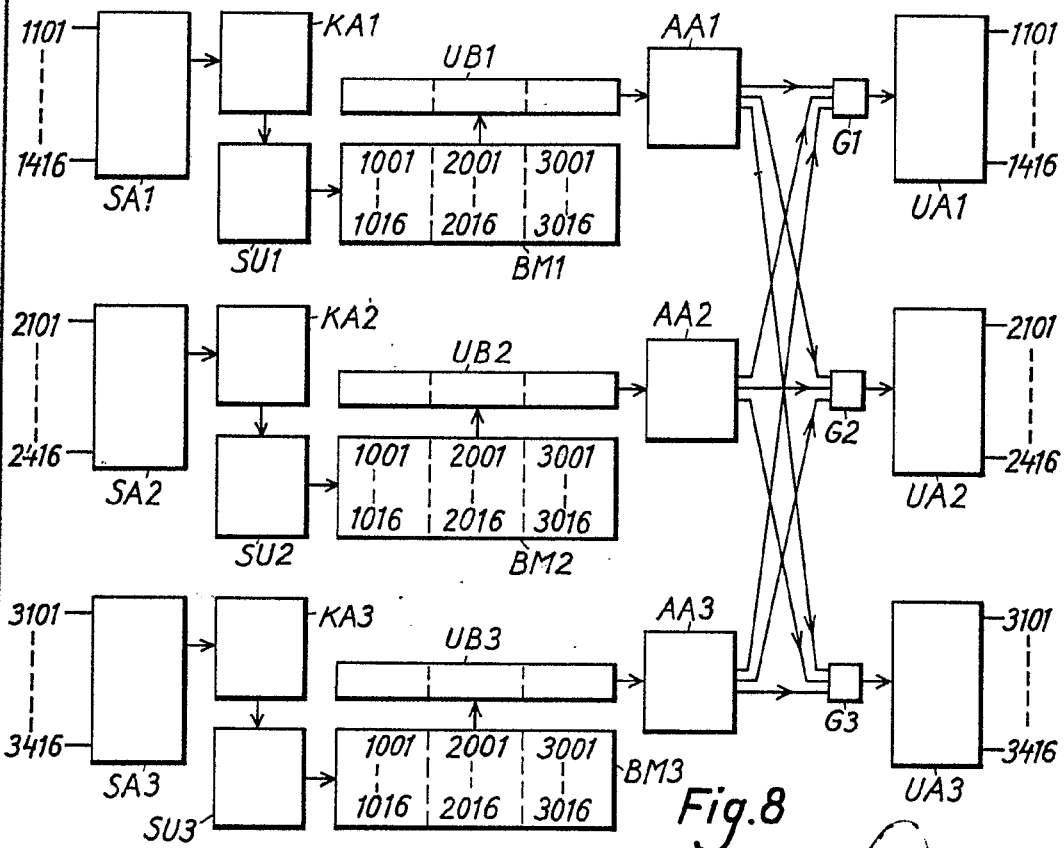 1101
1416
SA1
KA1
SU1
UB1
1001 2001 3001
1016 2016 3016
BM1
AA1
G1
1101
1416
UA1
2101
2416
SA2
KA2
SU2
UB2
1001 2001 3001
1016 2016 3016
BM2
AA2
G2
2101
2416
UA2
3101
3416
SA3
KA3
SU3
UB3
1001 2001 3001
1016 2016 3016
BM3
AA3
G3
3101
3416
UA3
Fig.8